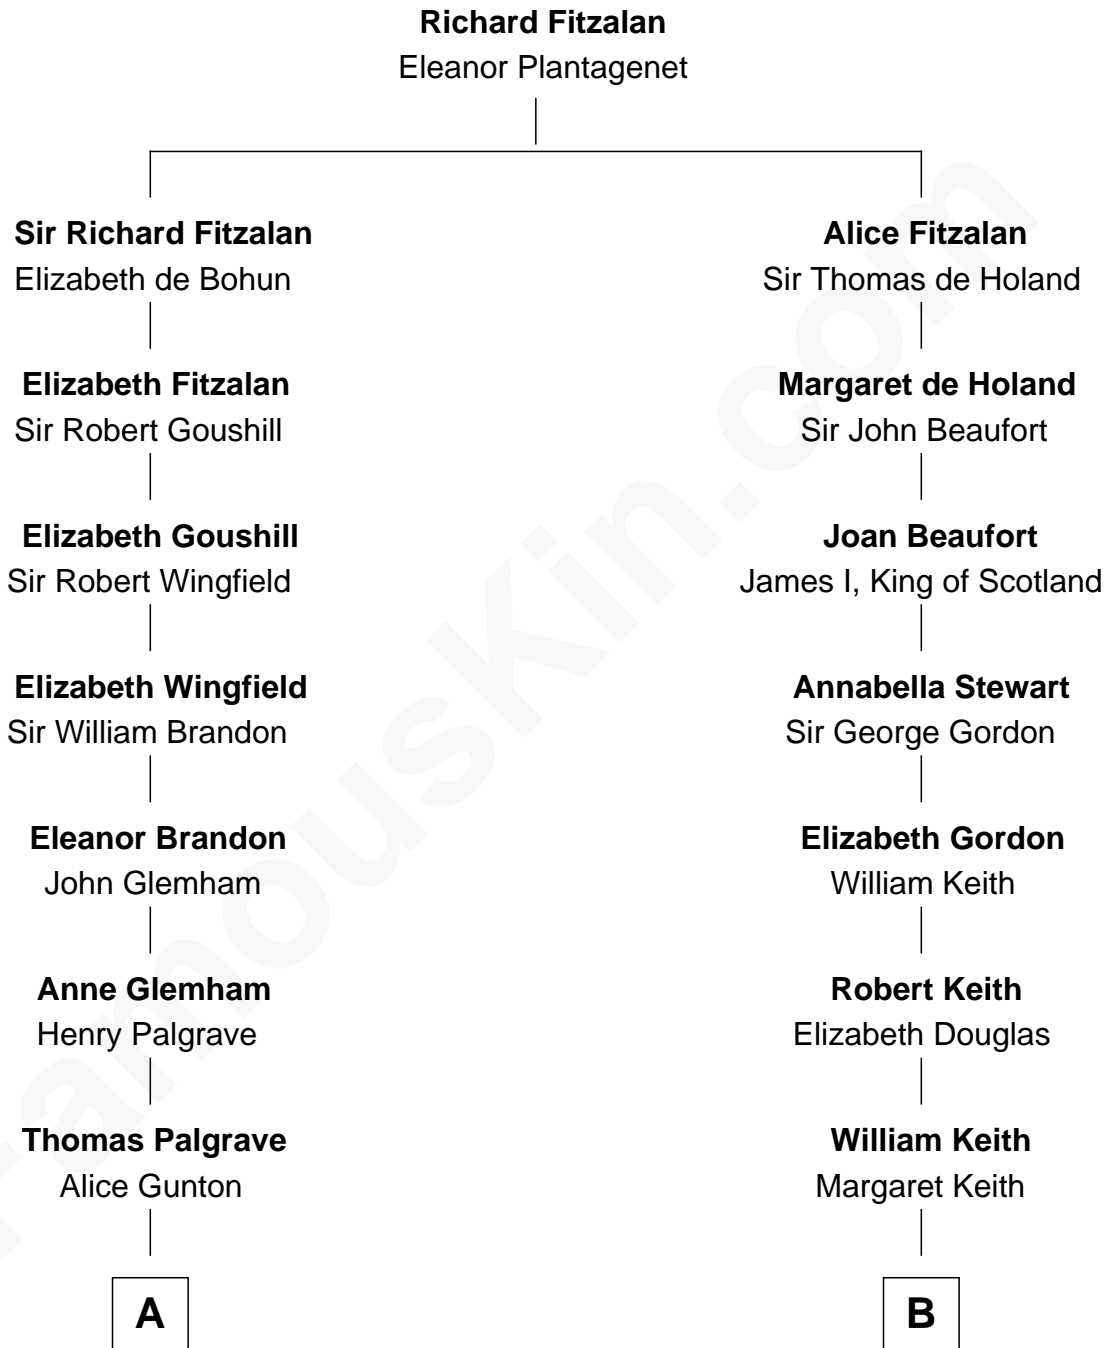 Richard Fitzalan
Eleanor Plantagenet
Sir Richard Fitzalan
Elizabeth de Bohun
Elizabeth Fitzalan
Sir Robert Goushill
Elizabeth Goushill
Sir Robert Wingfield
Elizabeth Wingfield
Sir William Brandon
Eleanor Brandon
John Glemham
Anne Glemham
Henry Palgrave
Thomas Palgrave
Alice Gunton
A
Alice Fitzalan
Sir Thomas de Holand
Margaret de Holand
Sir John Beaufort
Joan Beaufort
James I, King of Scotland
Annabella Stewart
Sir George Gordon
Elizabeth Gordon
William Keith
Robert Keith
Elizabeth Douglas
William Keith
Margaret Keith
B
FamousKin.com